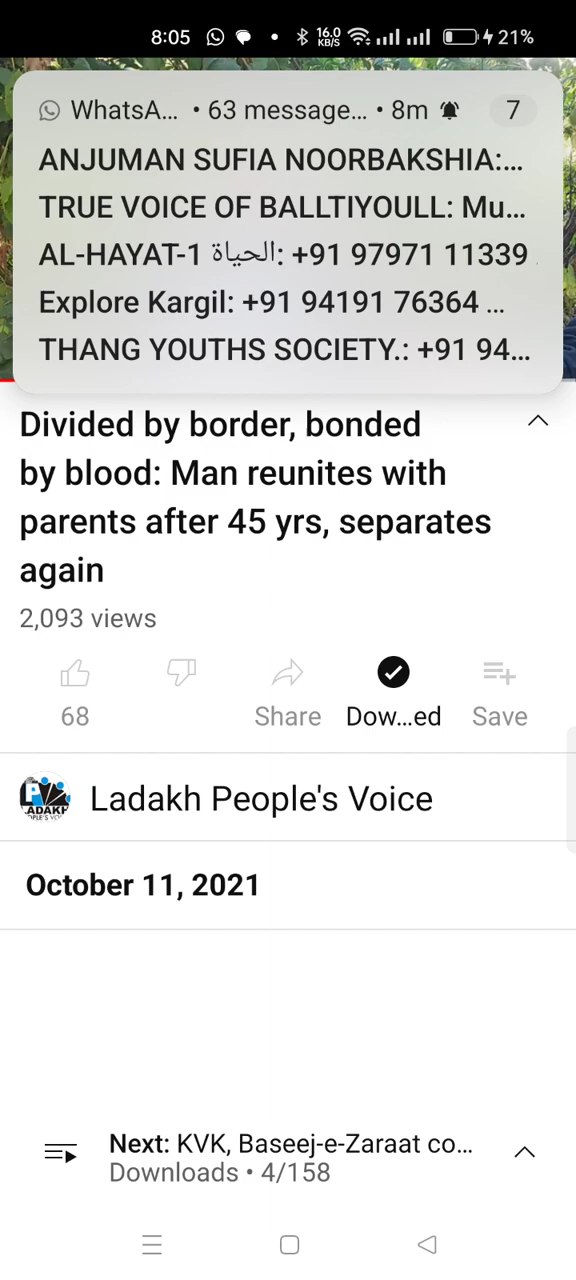 8:05
16.0
KB/S
21%
WhatsA... • 63 message... • 8m
7
ANJUMAN SUFIA NOORBAKSHIA:...
TRUE VOICE OF BALLTIYOULL: Mu...
AL-HAYAT-1 الحياة: +91 97971 11339
Explore Kargil: +91 94191 76364 ...
THANG YOUTHS SOCIETY.: +91 94...
Divided by border, bonded
by blood: Man reunites with
parents after 45 yrs, separates
again
2,093 views
68
Share
Dow...ed
Save
Ladakh People's Voice
October 11, 2021
Next: KVK, Baseej-e-Zaraat co...
Downloads • 4/158